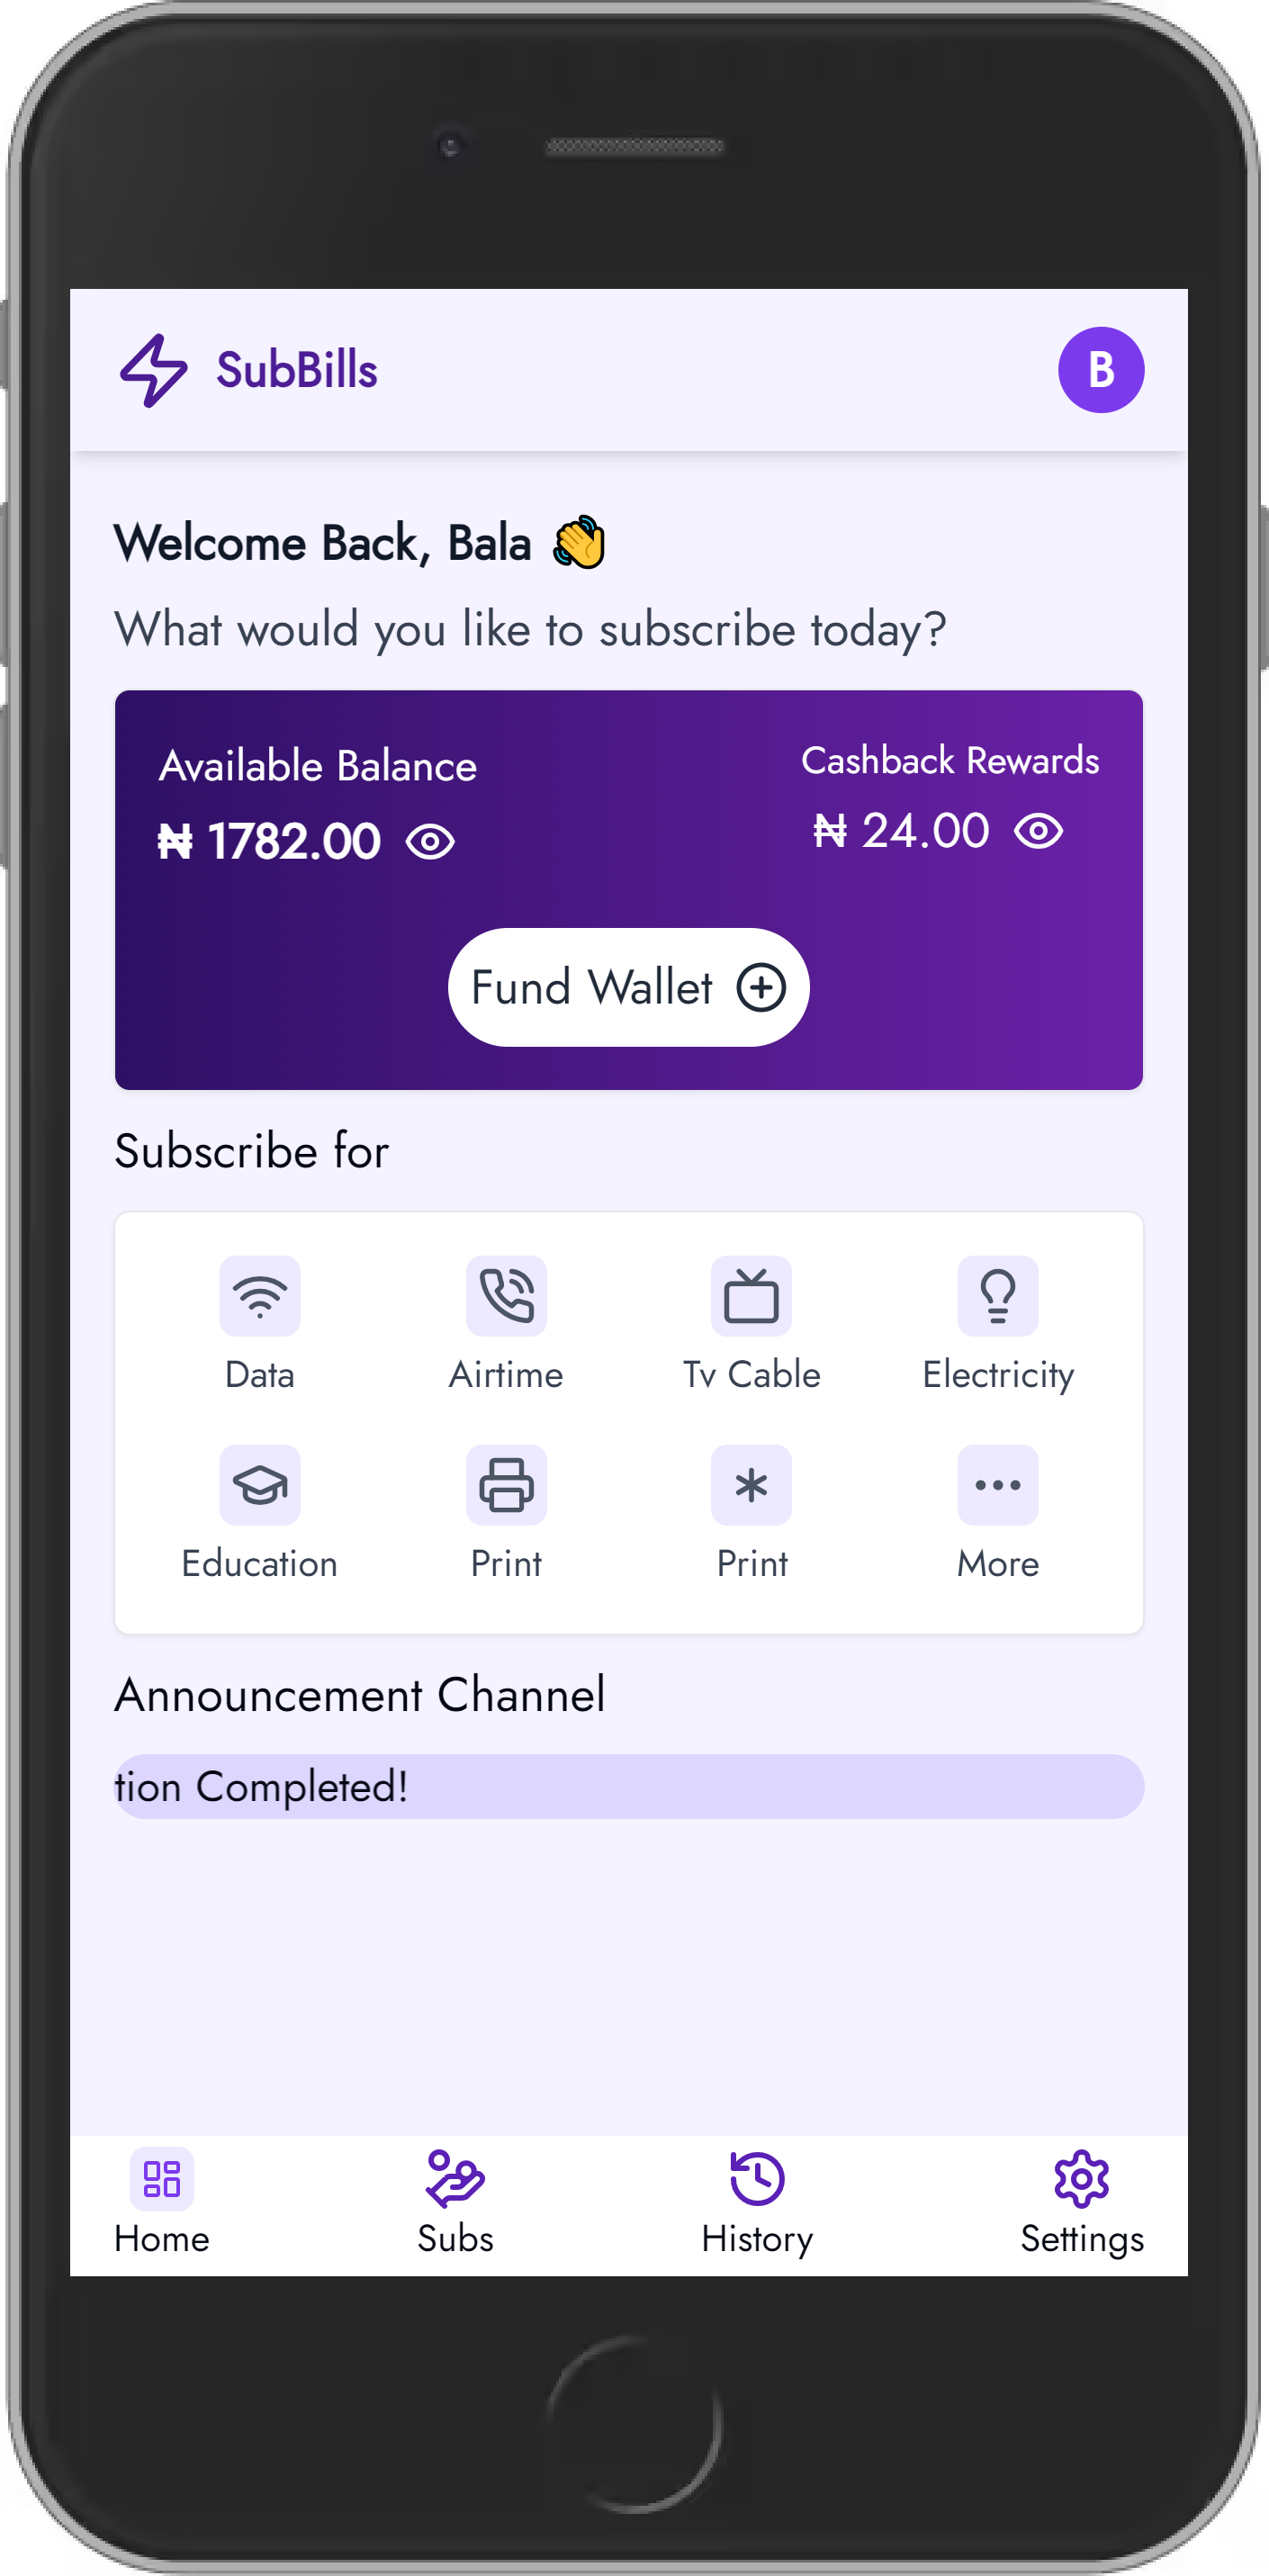 SubBills
B
Welcome Back, Bala 👋
What would you like to subscribe today?
Available Balance
Cashback Rewards
₦ 1782.00
₦ 24.00
Fund Wallet
Subscribe for
Data Airtime Tv Cable Electricity
Education Print Print More
Announcement Channel
tion Completed!
Home Subs History Settings